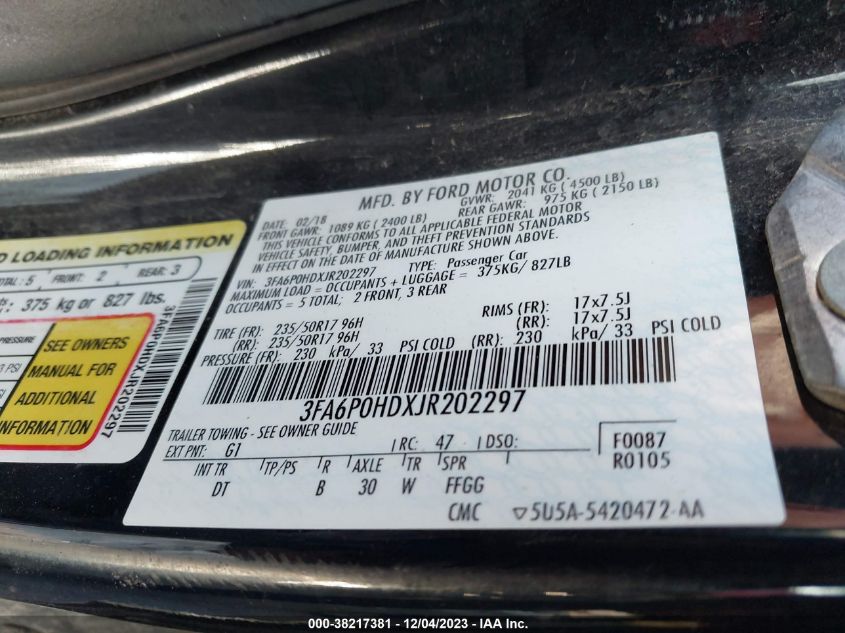 MFD. BY FORD MOTOR CO.
DATE: 02/18 GVWR: 2041 KG ( 4500 LB)
FRONT GAWR: 1089 KG ( 2400 LB) REAR GAWR: 975 KG ( 2150 LB)
THIS VEHICLE CONFORMS TO ALL APPLICABLE FEDERAL MOTOR
VEHICLE SAFETY, BUMPER, AND THEFT PREVENTION STANDARDS
IN EFFECT ON THE DATE OF MANUFACTURE SHOWN ABOVE.
VIN: 3FA6P0HDXJR202297 TYPE: Passenger Car
MAXIMUM LOAD = OCCUPANTS + LUGGAGE = 375KG/ 827LB
OCCUPANTS = 5 TOTAL; 2 FRONT, 3 REAR
TIRE (FR): 235/50R17 96H RIMS (FR): 17x7.5J
(RR): 235/50R17 96H (RR): 17x7.5J
PRESSURE (FR): 230 kPa/ 33 PSI COLD (RR): 230 kPa/ 33 PSI COLD
3FA6P0HDXJR202297
TRAILER TOWING - SEE OWNER GUIDE
EXT PNT: G1 RC: 47 DSO:
F0087
R0105
INT TR TP/PS R AXLE TR SPR
DT B 30 W FFGG
CMC ▽5U5A-5420472-AA
LOADING INFORMATION
: 5 FRONT: 2 REAR: 3
375 kg or 827 lbs.
PRESSURE
PSI
SEE OWNERS
MANUAL FOR
ADDITIONAL
INFORMATION
3FA6P0HDXJR202297
000-38217381 - 12/04/2023 - IAA Inc.